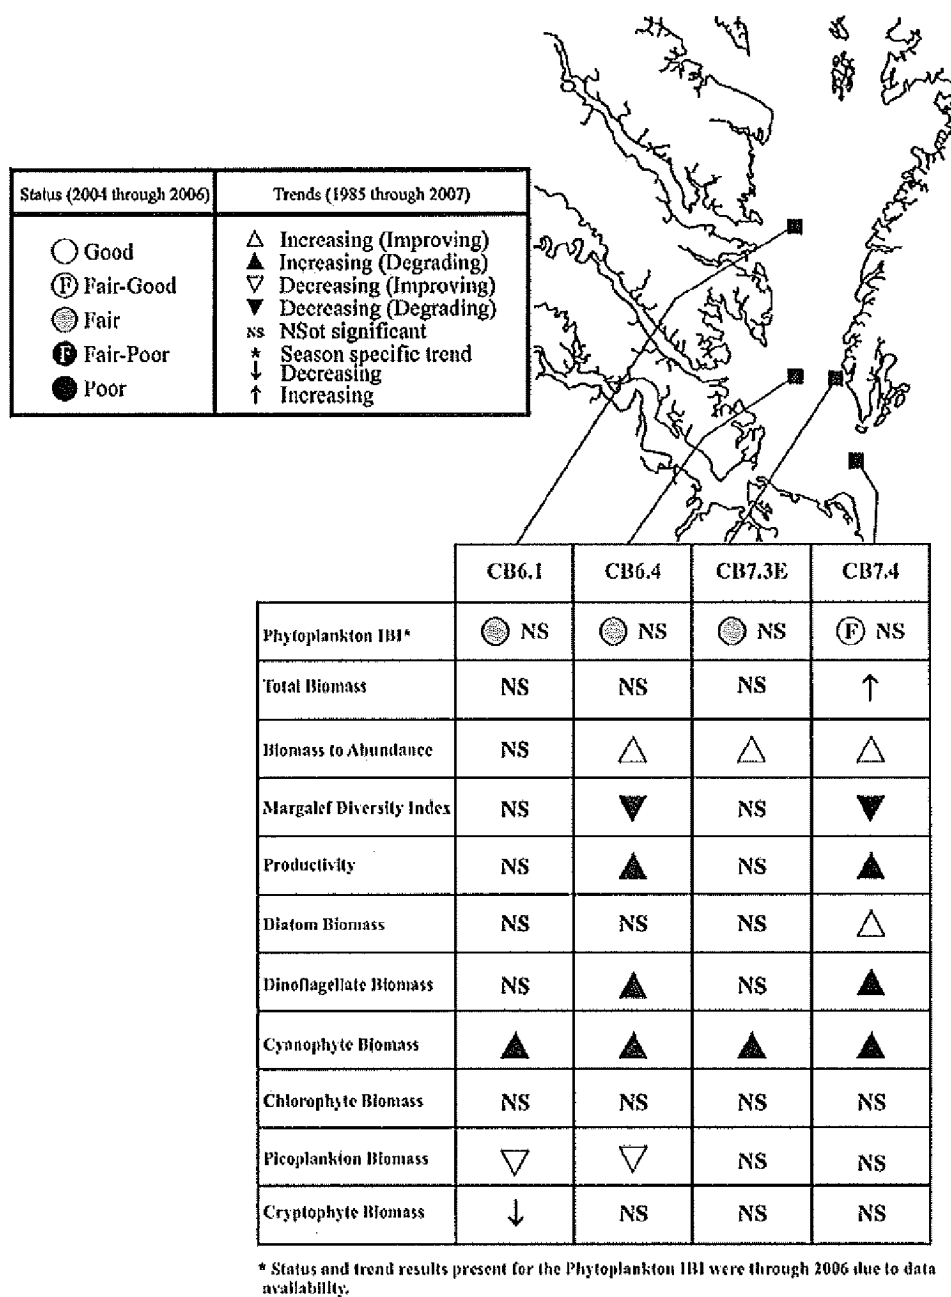 Status (2004 through 2006) Trends (1985 through 2007)
Good
F Fair-Good
Fair
F Fair-Poor
Poor
Increasing (Improving)
Increasing (Degrading)
Decreasing (Improving)
Decreasing (Degrading)
NS NSot significant
* Season specific trend
↓ Decreasing
↑ Increasing
CB6.1 CB6.4 CB7.3E CB7.4
Phytoplankton IBI* NS NS NS F NS
Total Biomass NS NS NS ↑
Biomass to Abundance NS
Margalef Diversity Index NS NS
Productivity NS NS
Diatom Biomass NS NS NS
Dinoflagellate Biomass NS NS
Cyanophyte Biomass
Chlorophyte Biomass NS NS NS NS
Picoplankton Biomass NS NS
Cryptophyte Biomass ↓ NS NS NS
* Status and trend results present for the Phytoplankton IBI were through 2006 due to data
availability.